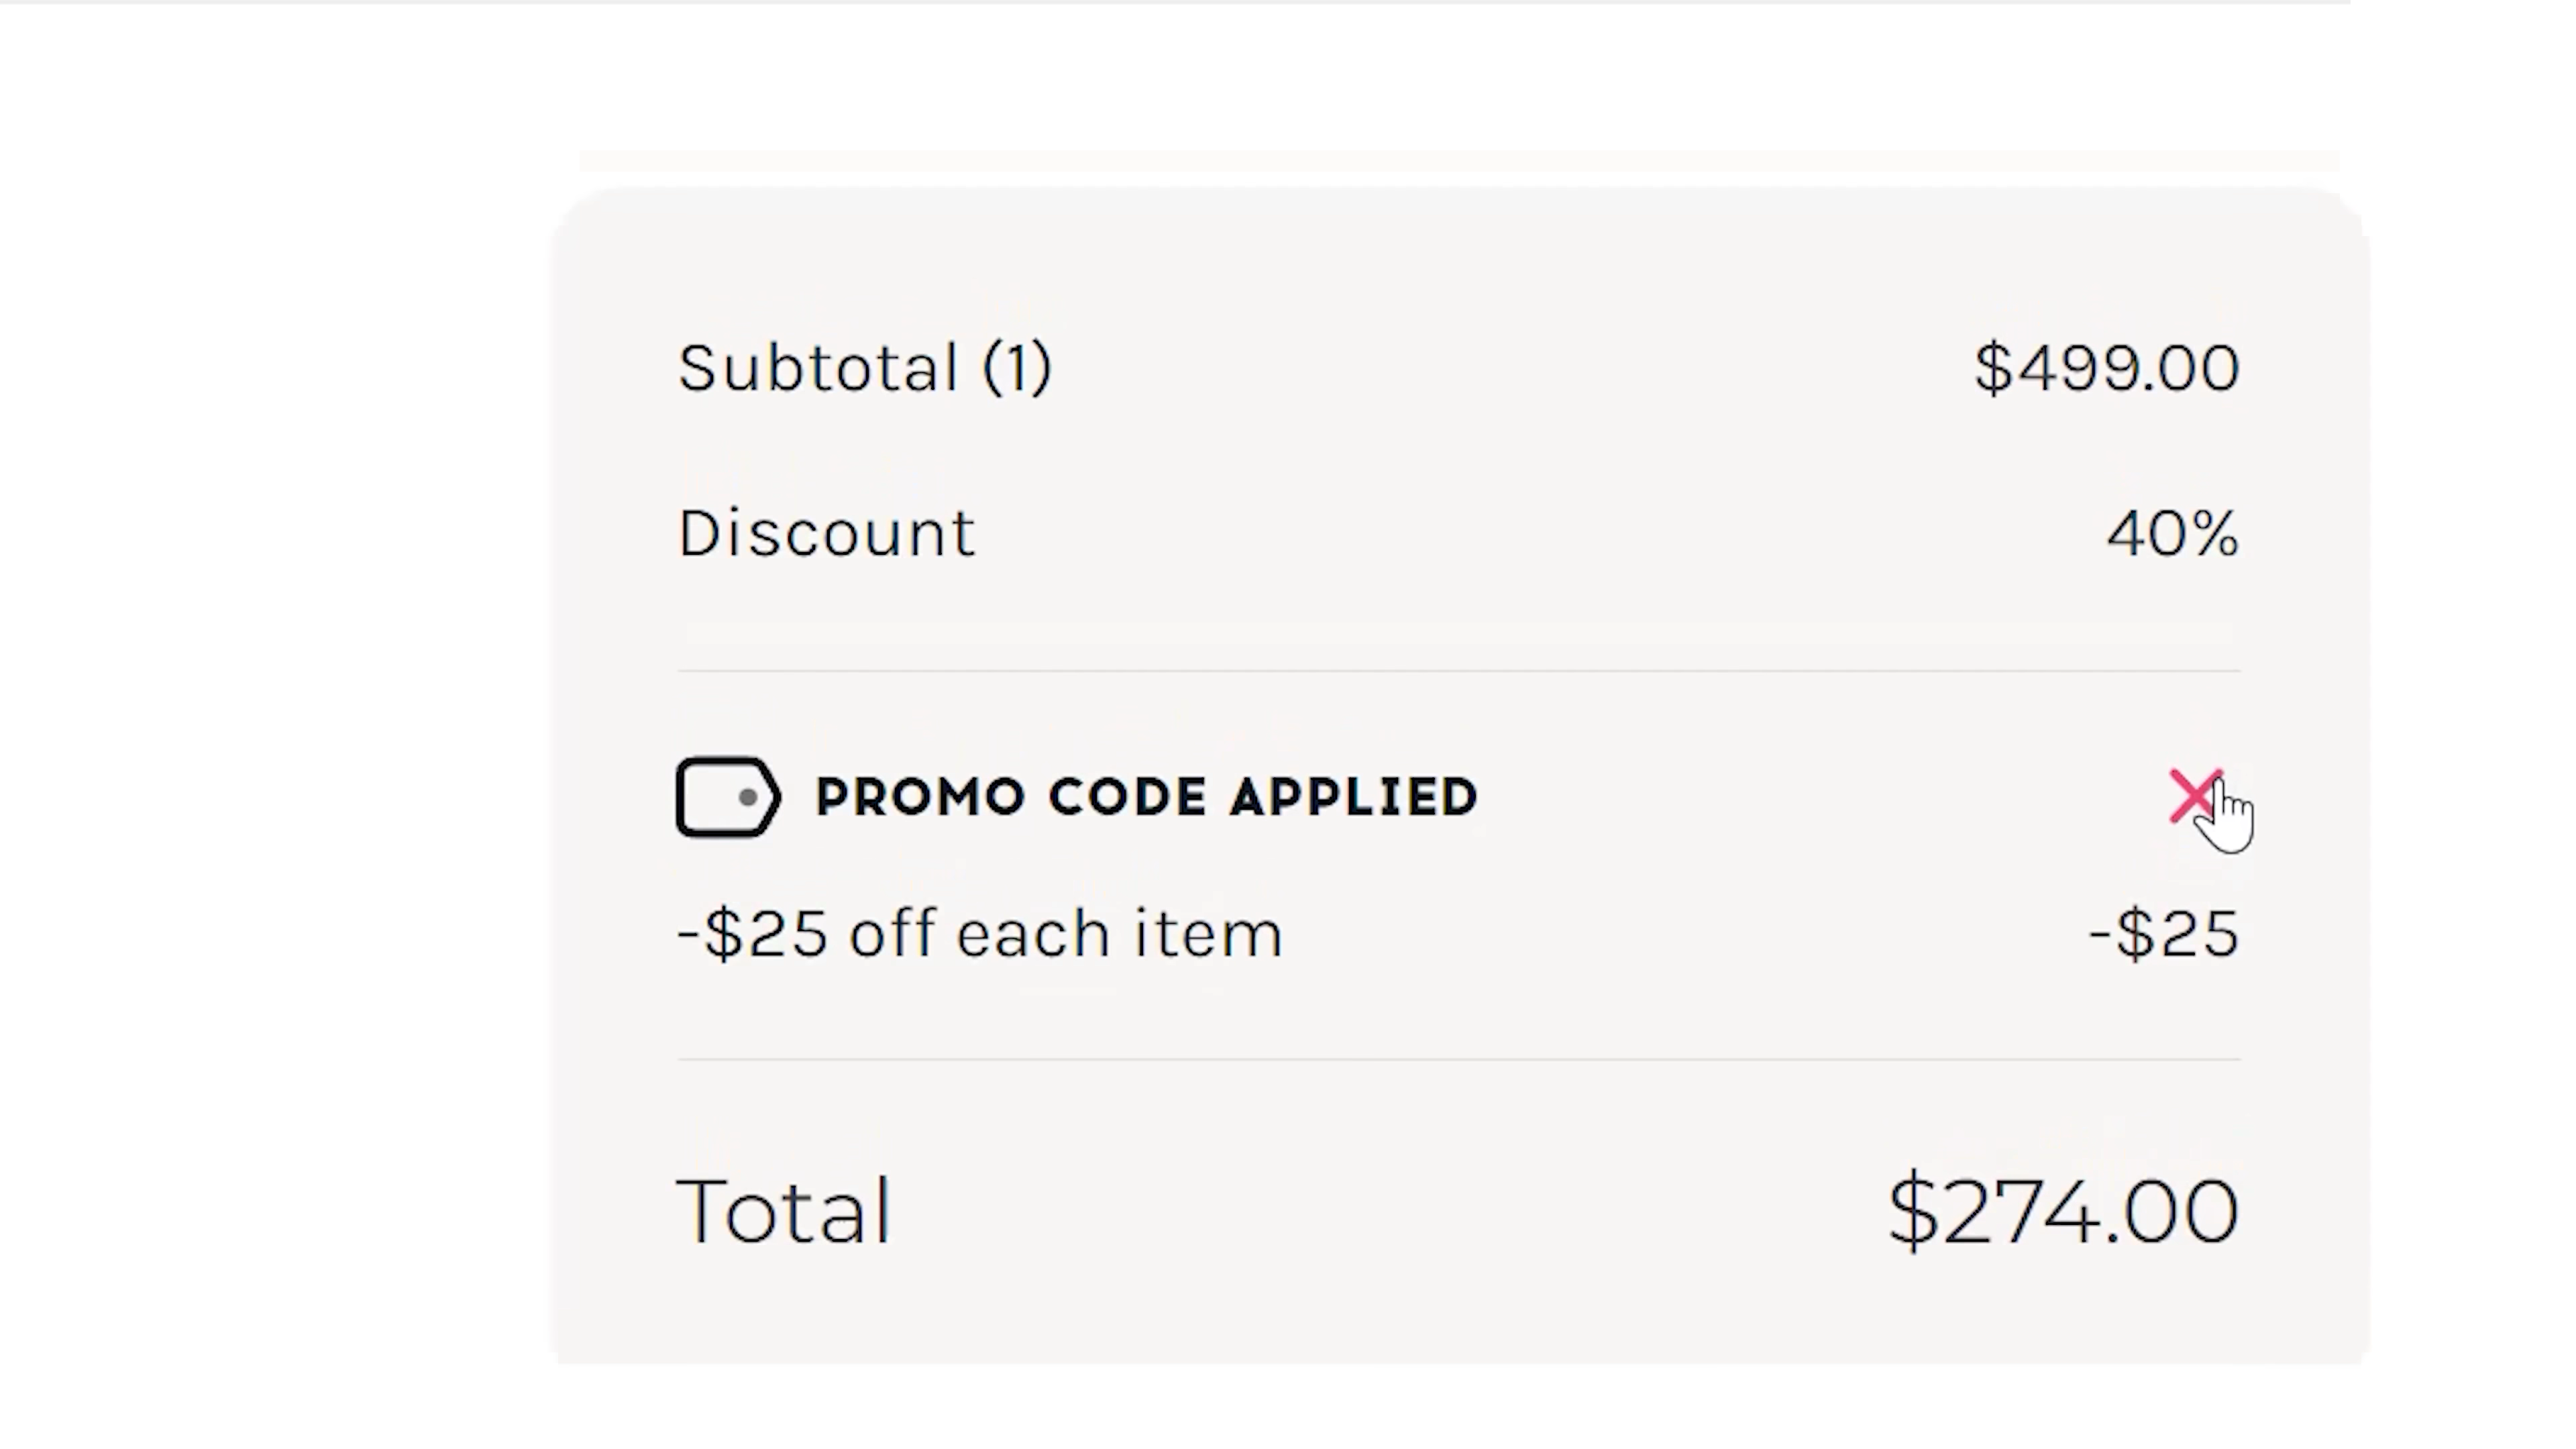 Subtotal (1) $499.00
Discount 40%
PROMO CODE APPLIED
-$25 off each item -$25
Total $274.00